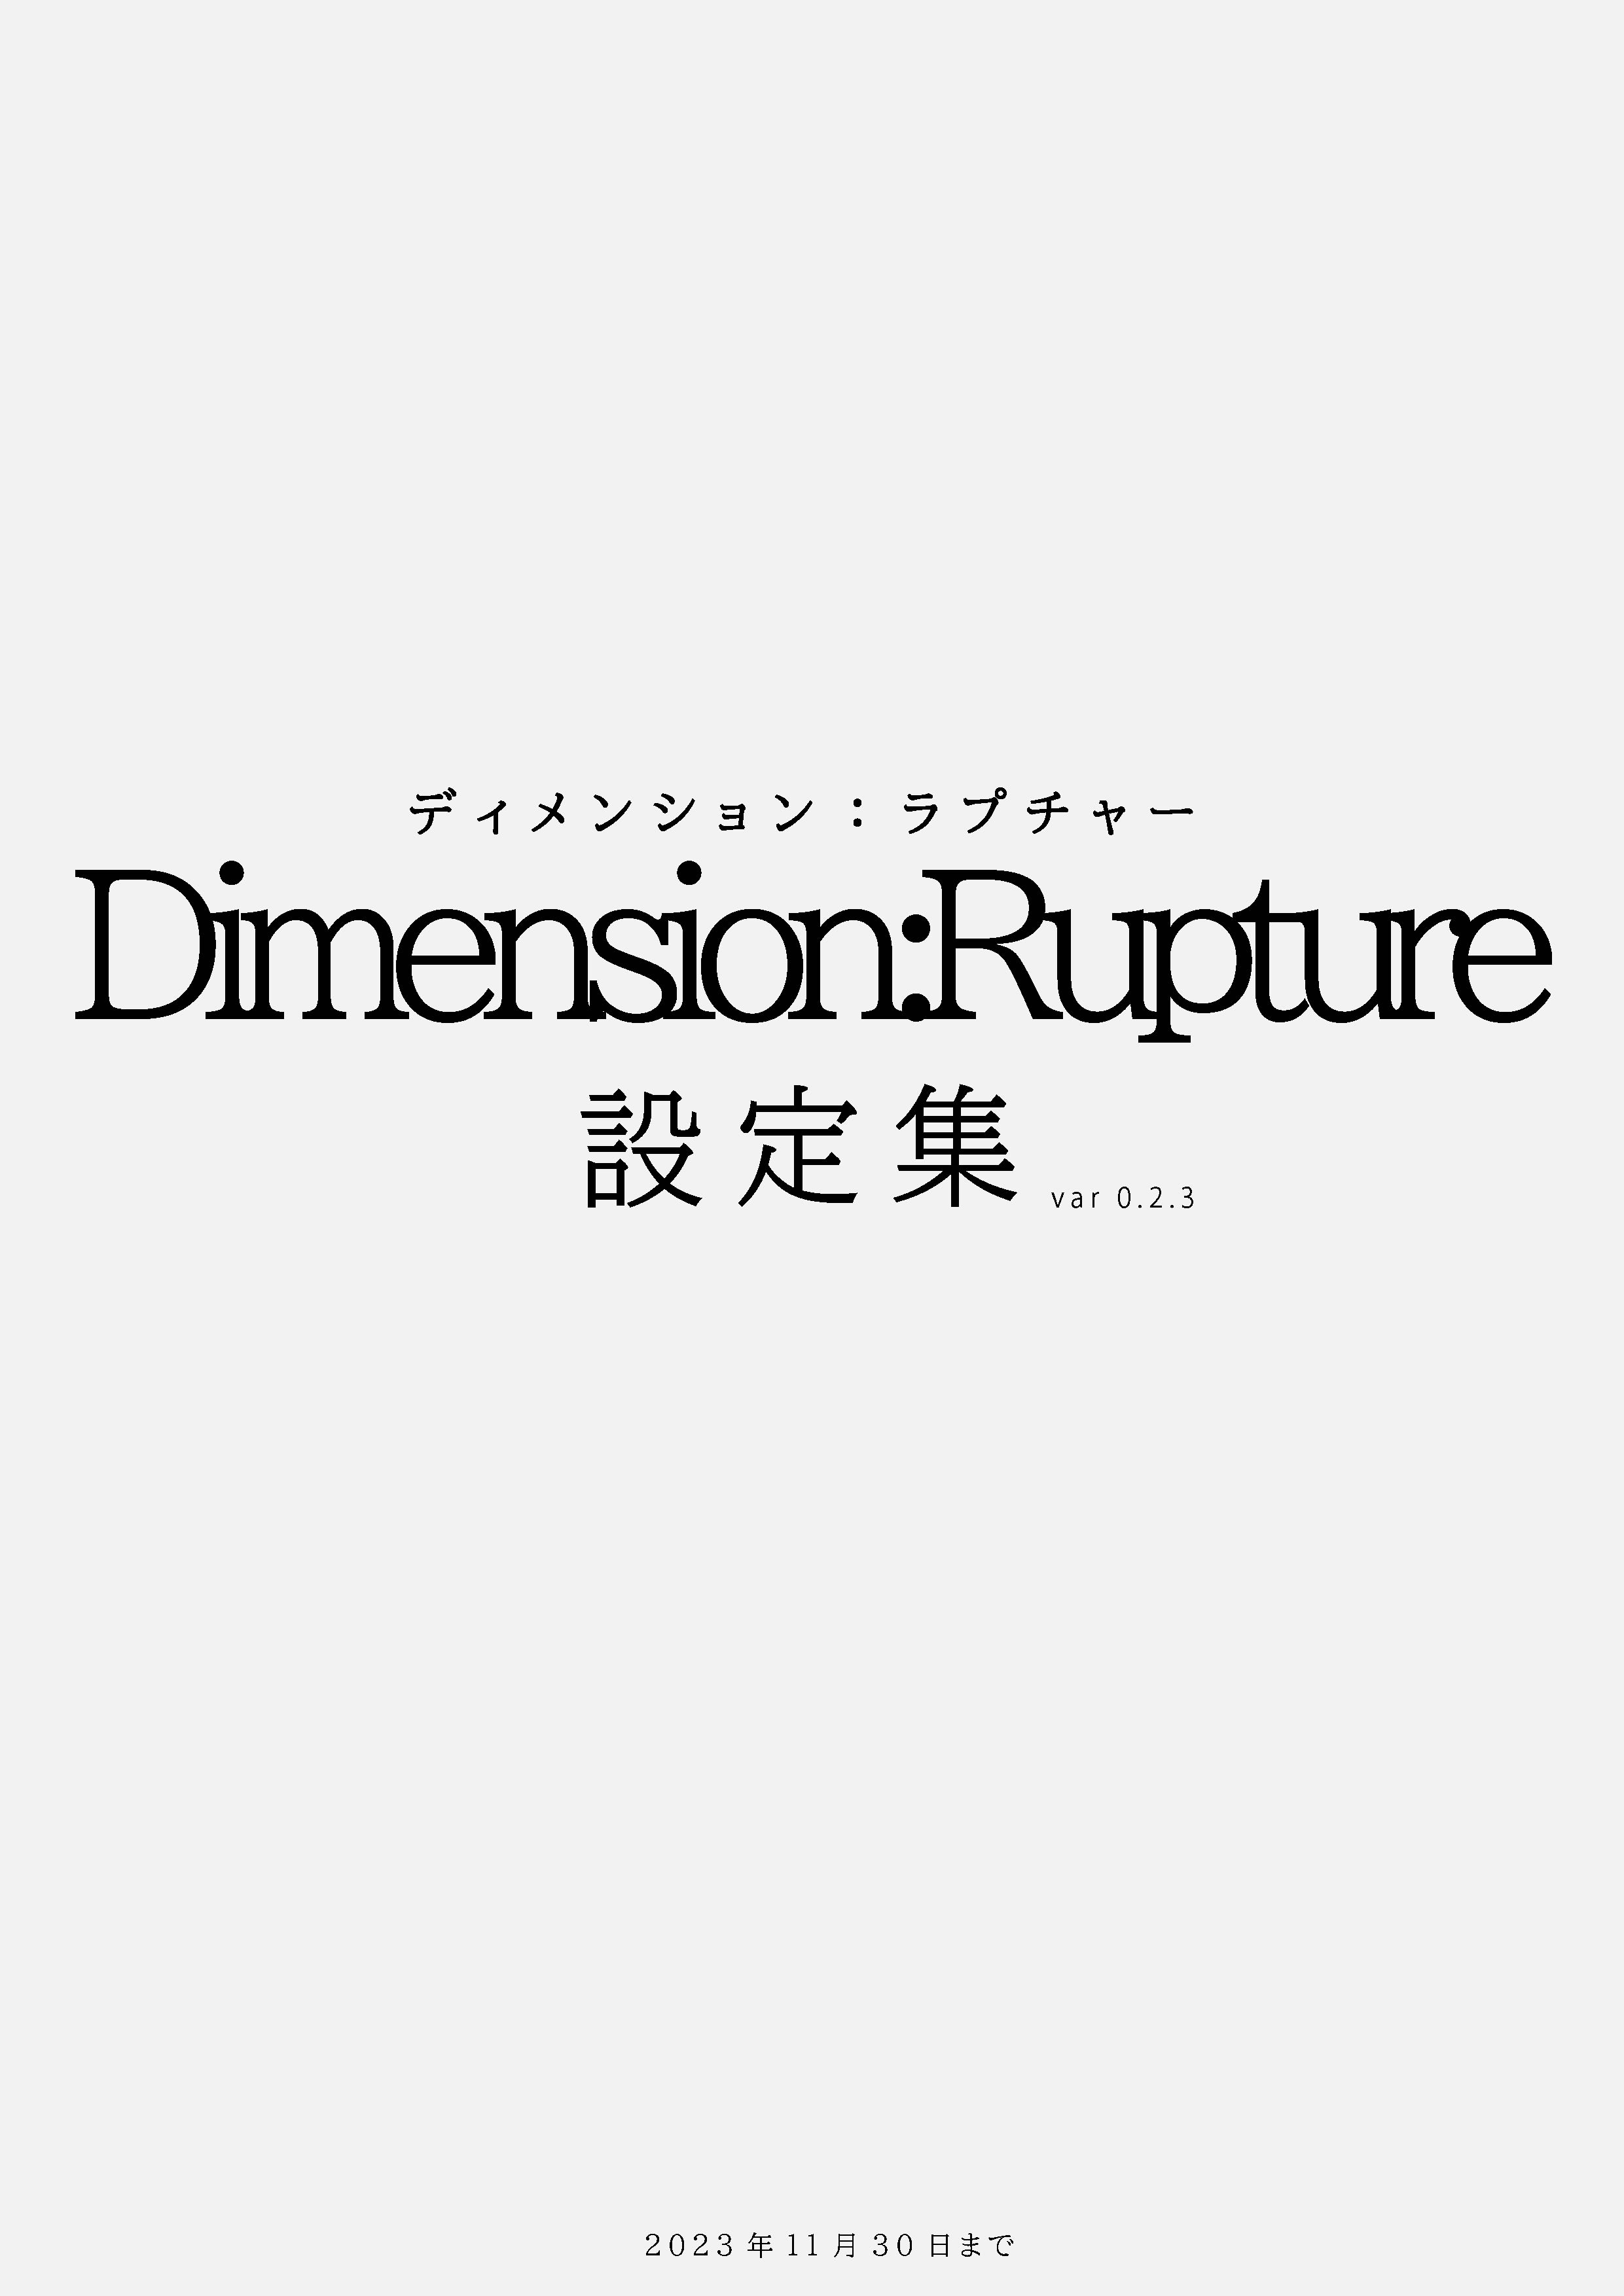 ディメンション：ラプチャー
Dimension:Rupture
設定集 var 0.2.3
2023年11月30日まで